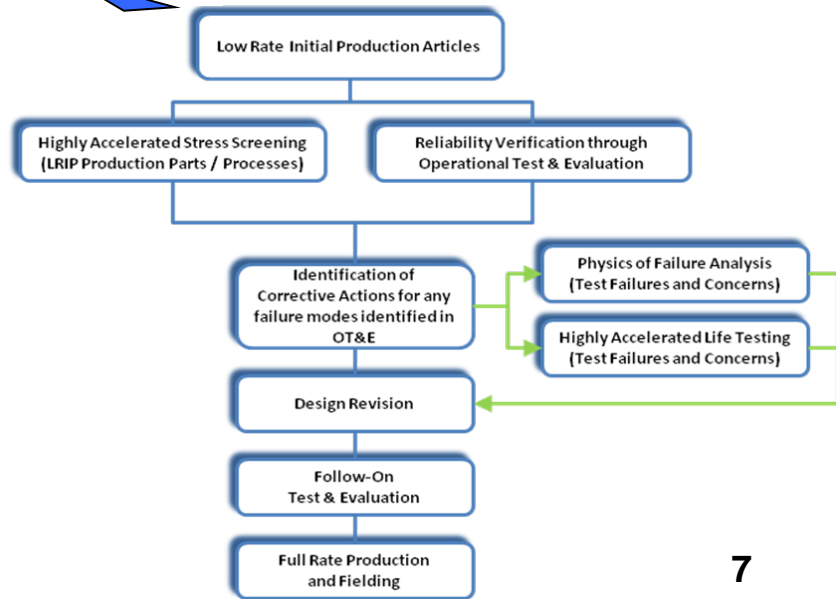 Low Rate Initial Production Articles
Highly Accelerated Stress Screening
(LRIP Production Parts / Processes)
Reliability Verification through
Operational Test & Evaluation
Identification of
Corrective Actions for any
failure modes identified in
OT&E
Physics of Failure Analysis
(Test Failures and Concerns)
Highly Accelerated Life Testing
(Test Failures and Concerns)
Design Revision
Follow-On
Test & Evaluation
Full Rate Production
and Fielding
7